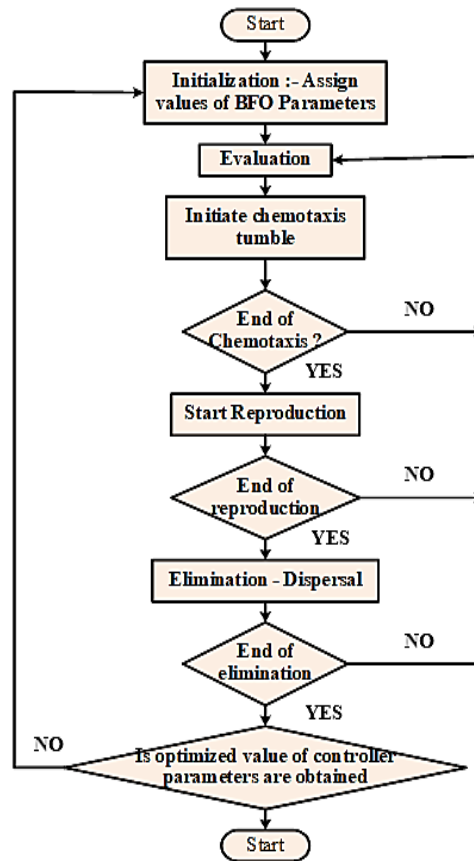 Start
Initialization :- Assign
values of BFO Parameters
Evaluation
Initiate chemotaxis
tumble
End of
Chemotaxis ?
NO
YES
Start Reproduction
End of
reproduction
NO
YES
Elimination - Dispersal
End of
elimination
NO
YES
NO
Is optimized value of controller
parameters are obtained
Start